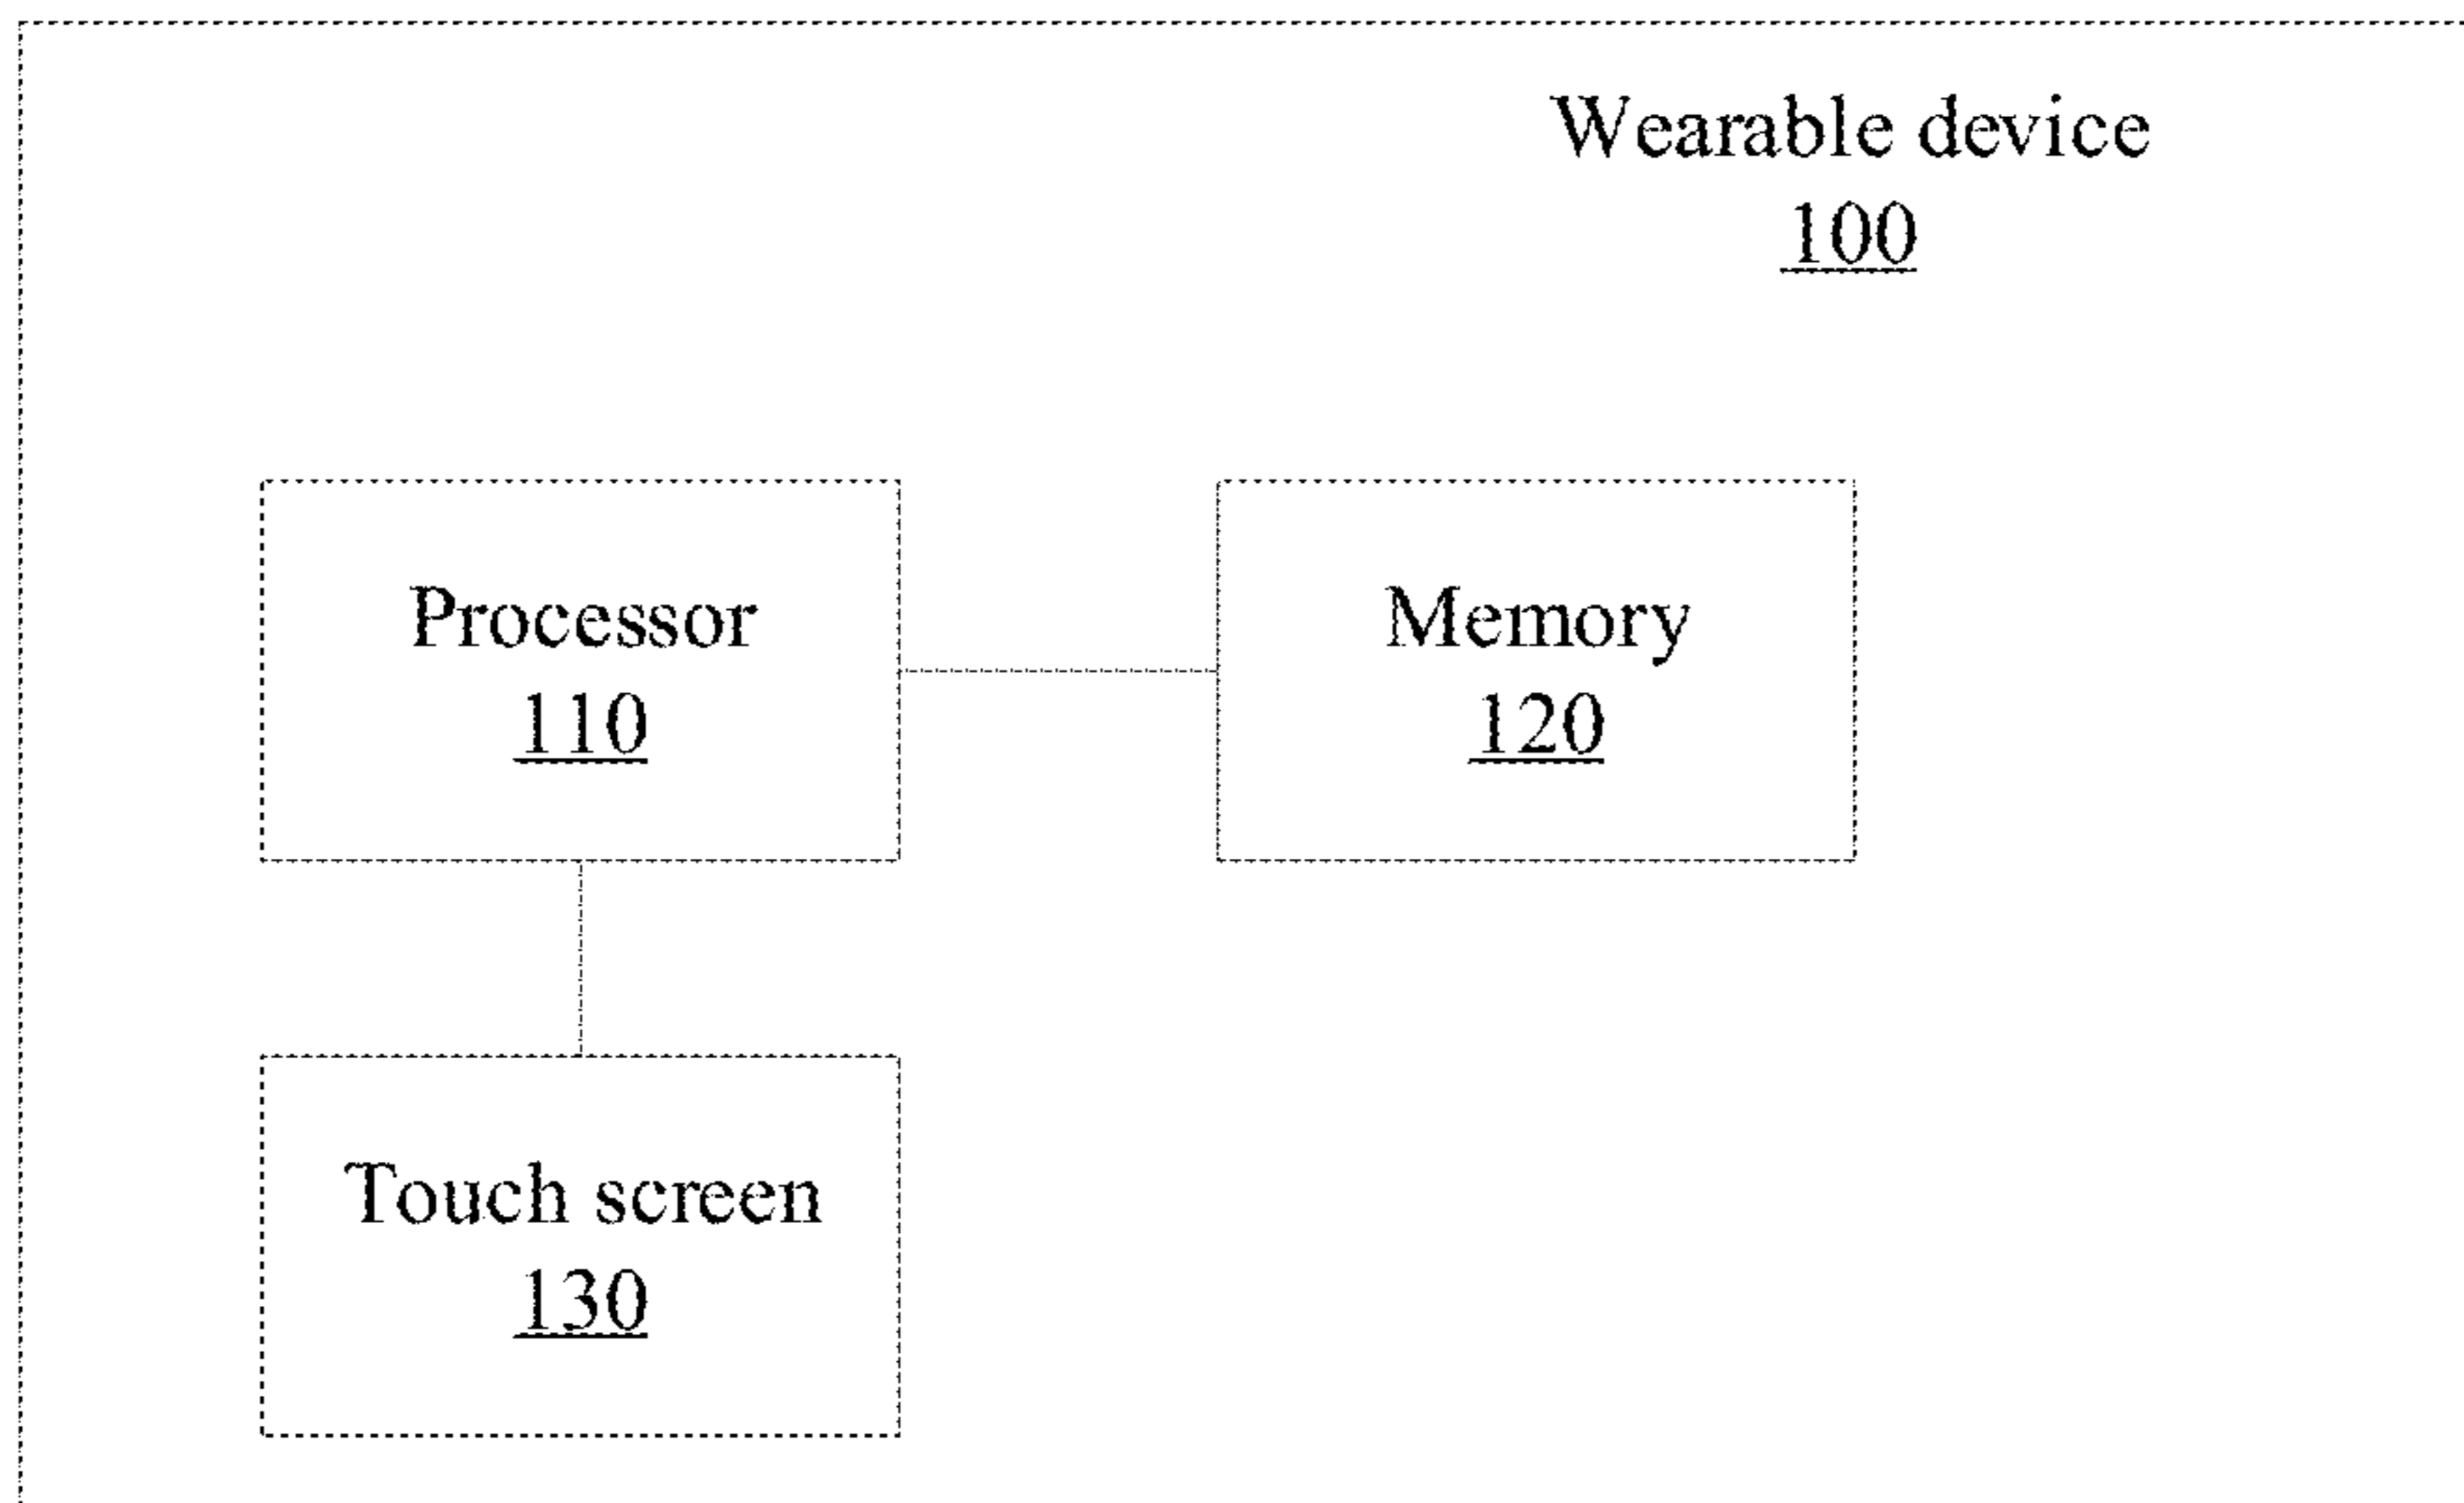 Wearable device
100
Processor
110
Memory
120
Touch screen
130